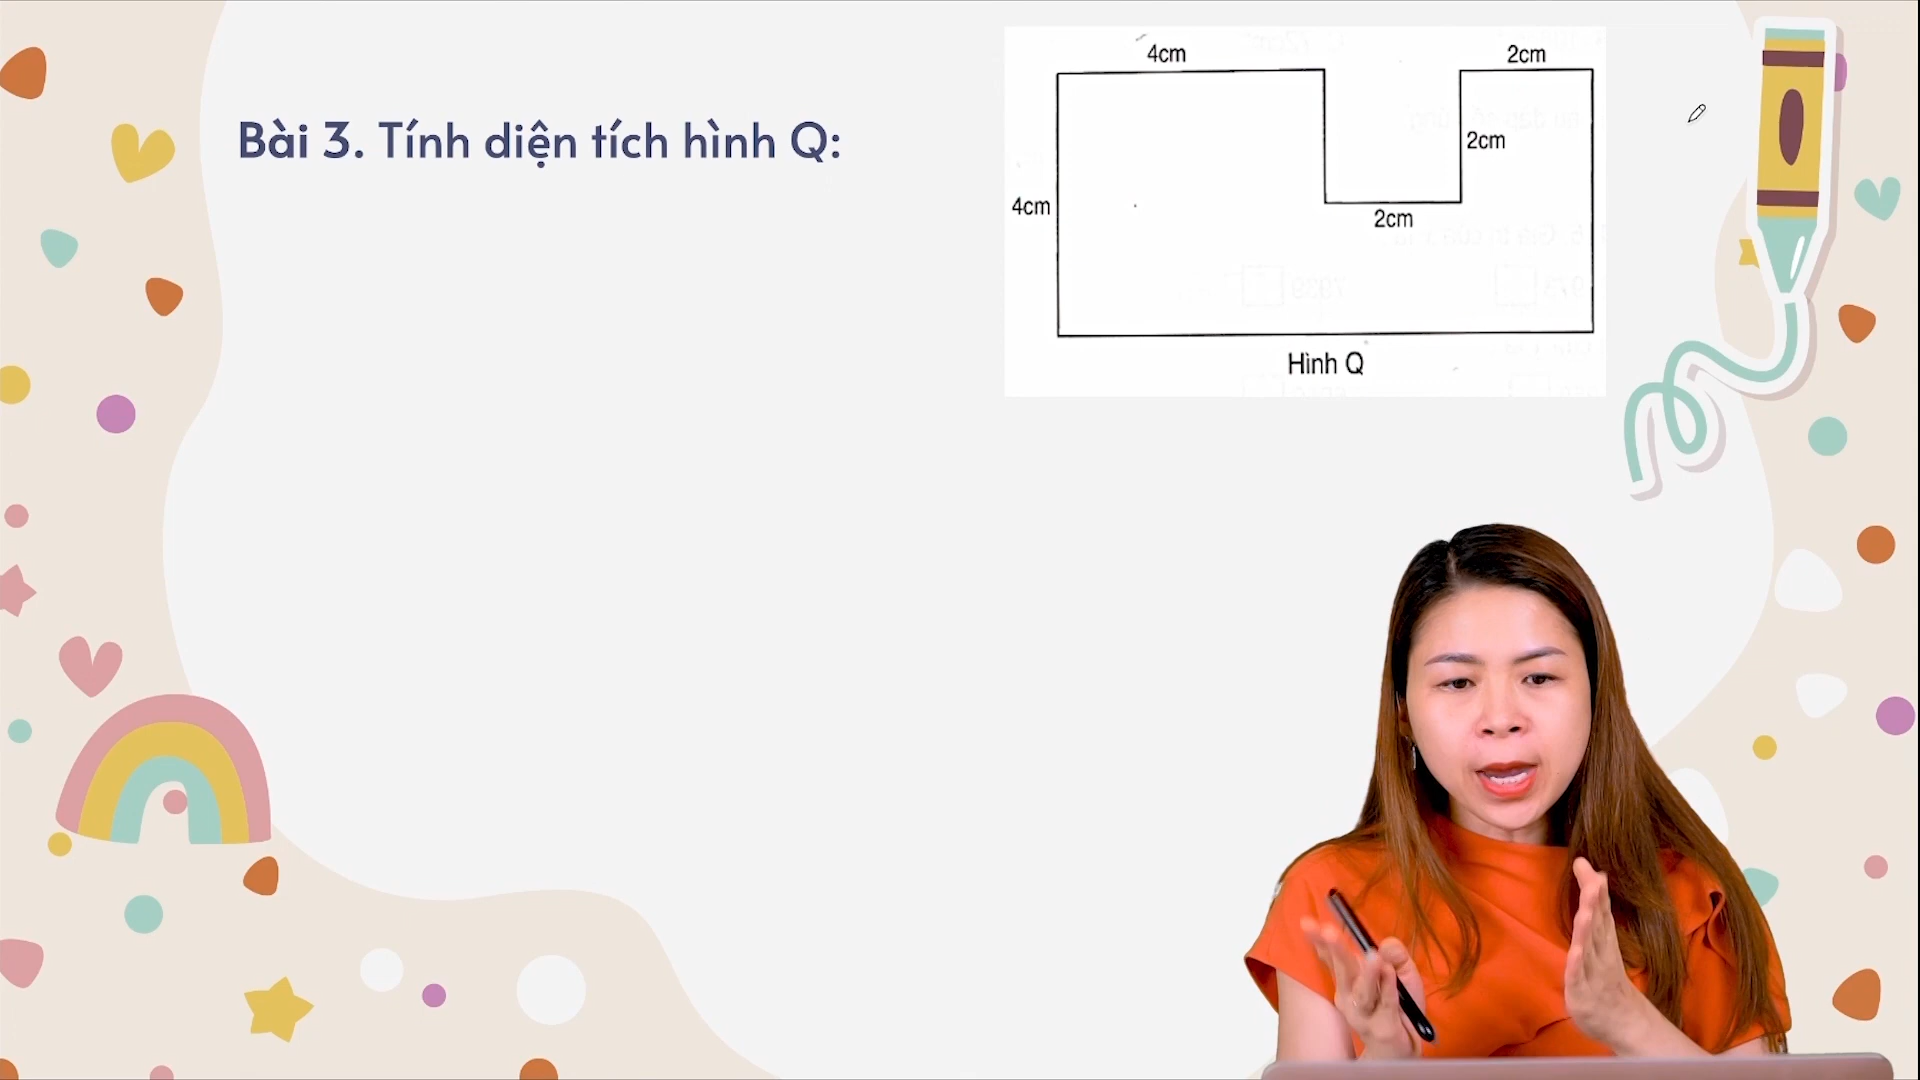 Bài 3. Tính diện tích hình Q:
4cm
2cm
2cm
4cm
2cm
Hình Q